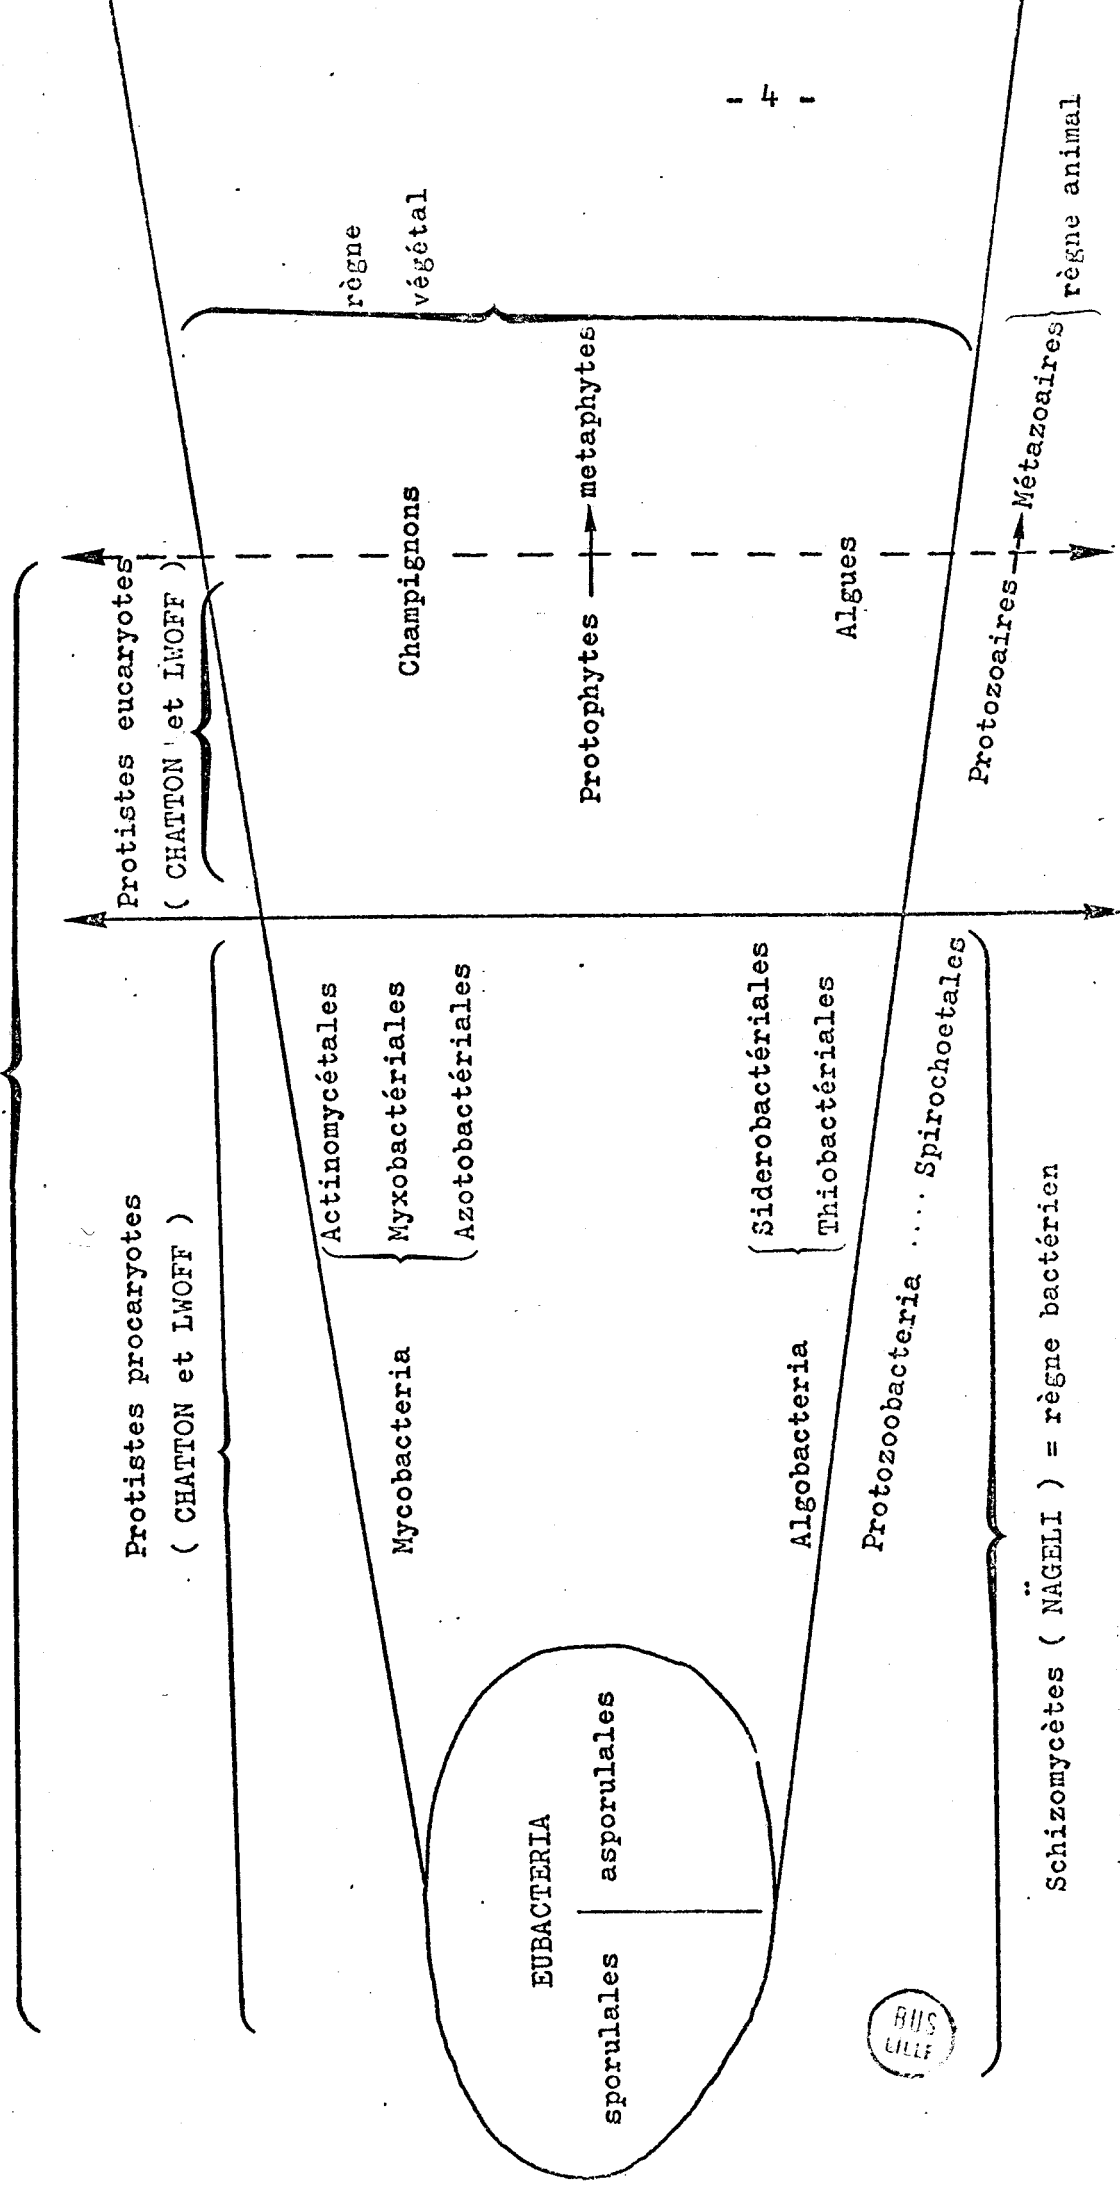 - 4 -
Protistes procaryotes
( CHATTON et LWOFF )
Protistes eucaryotes
( CHATTON et LWOFF )
EUBACTERIA
sporulales
asporulales
Mycobacteria
Actinomycétales
Myxobactériales
Azotobactériales
Algobacteria
Siderobactériales
Thiobactériales
Protozoobacteria .... Spirochoetales
Schizomycètes ( NÄGELI ) = règne bactérien
Champignons
Protophytes
metaphytes
Algues
règne
végétal
Protozoaires
Métazoaires
règne animal
BUS
LILLE